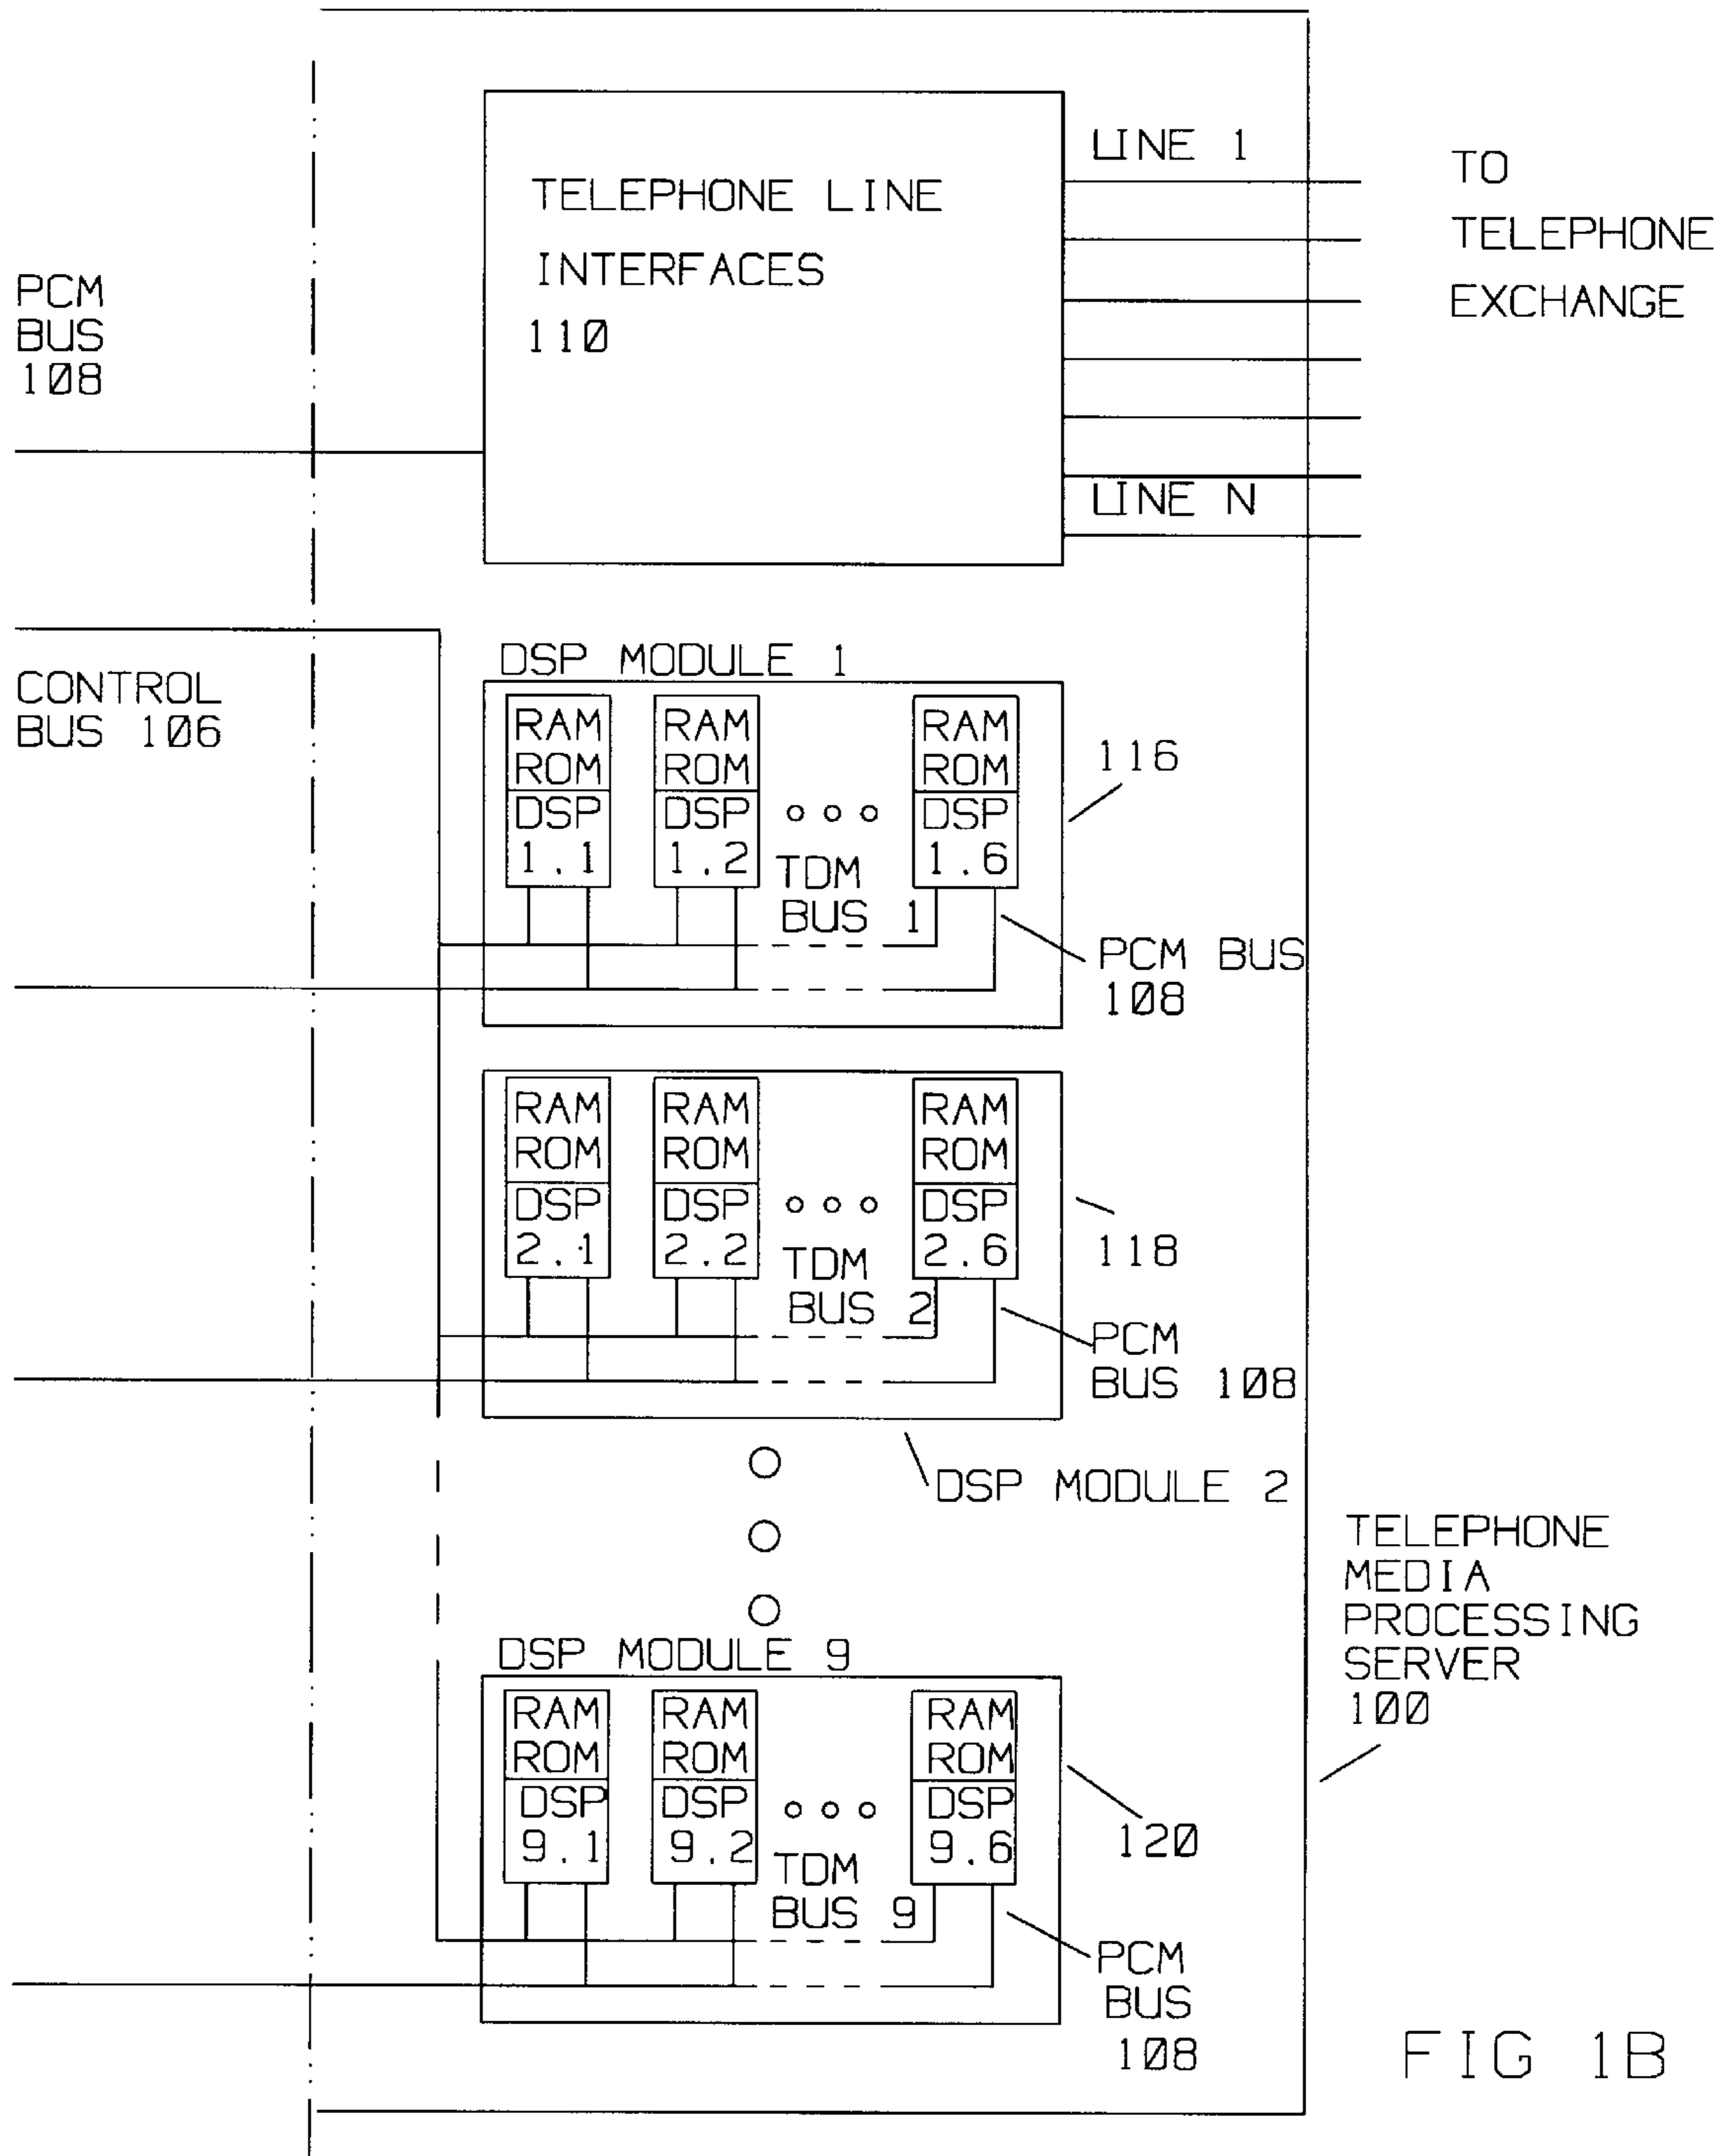 LINE 1
TO
TELEPHONE
EXCHANGE
TELEPHONE LINE
INTERFACES
110
PCM
BUS
108
LINE N
CONTROL
BUS 106
DSP MODULE 1
RAM
ROM
DSP
1.1
RAM
ROM
DSP
1.2
RAM
ROM
DSP
1.6
TDM
BUS 1
116
PCM BUS
108
RAM
ROM
DSP
2.1
RAM
ROM
DSP
2.2
RAM
ROM
DSP
2.6
TDM
BUS 2
118
PCM
BUS 108
DSP MODULE 2
TELEPHONE
MEDIA
PROCESSING
SERVER
100
DSP MODULE 9
RAM
ROM
DSP
9.1
RAM
ROM
DSP
9.2
RAM
ROM
DSP
9.6
TDM
BUS 9
120
PCM
BUS
108
FIG 1B